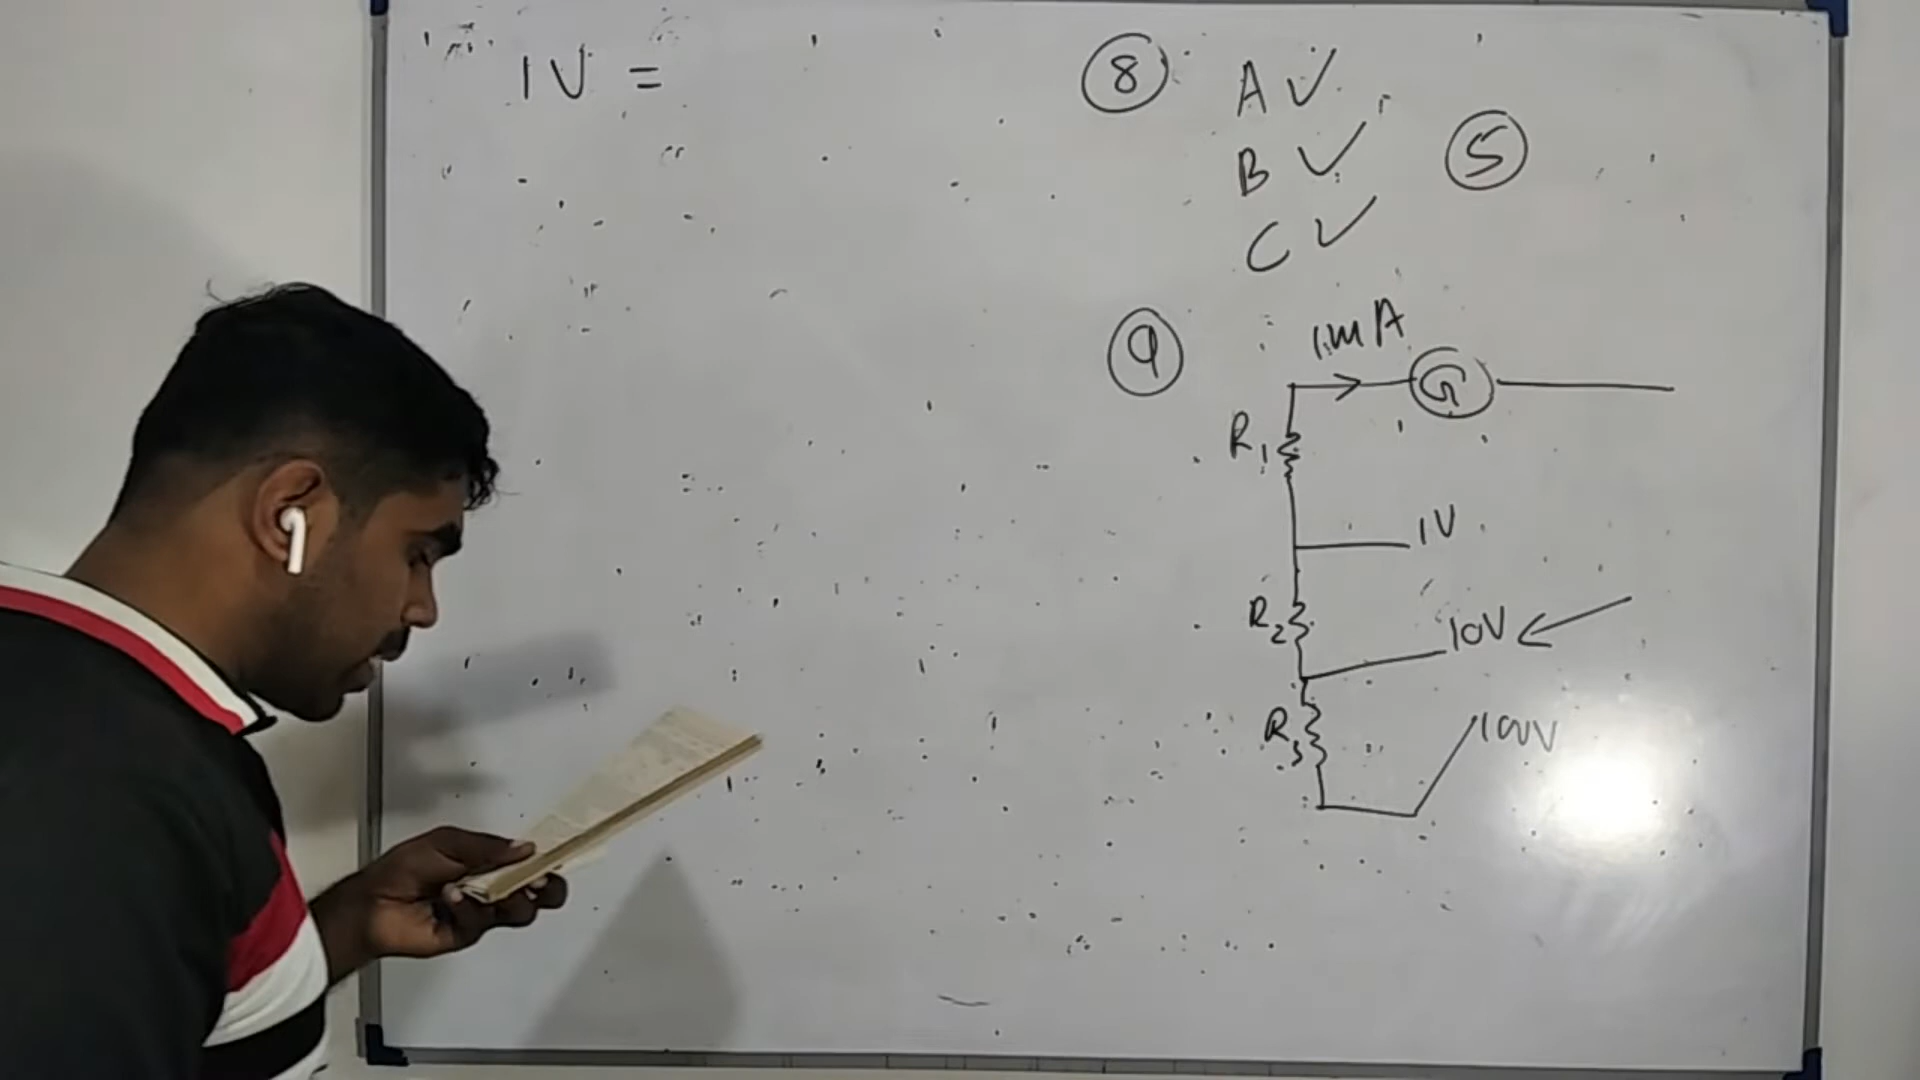 1V =
⑧ A ✓
B ✓ ⑤
C ✓
⑨ 1mA
G
R1
1V
R2
10V
R3
100V